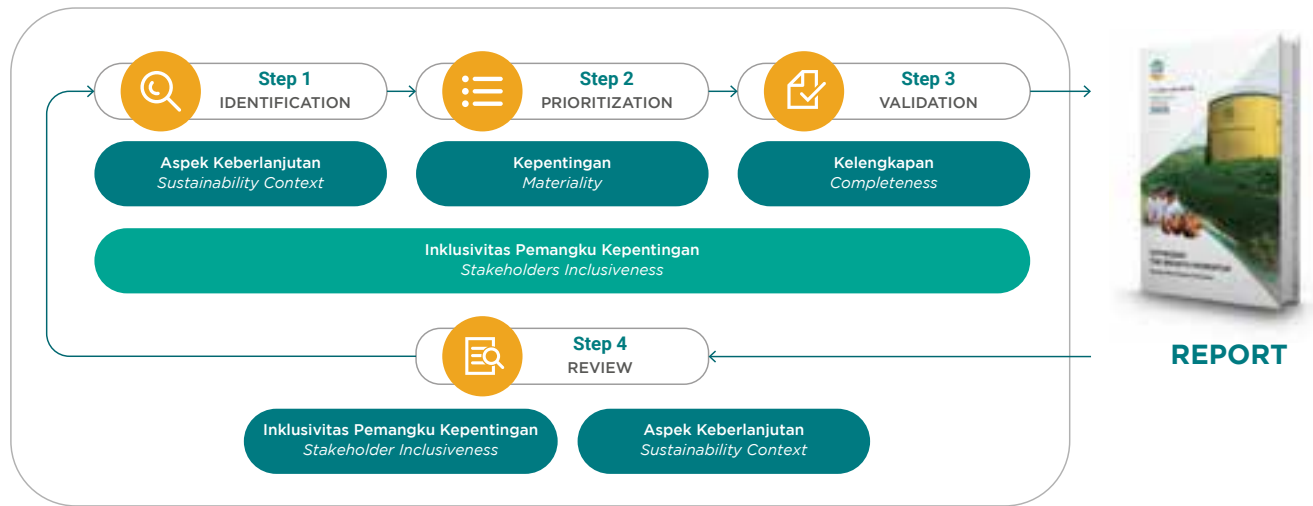 Step 1
IDENTIFICATION
Step 2
PRIORITIZATION
Step 3
VALIDATION
Aspek Keberlanjutan
Sustainability Context
Kepentingan
Materiality
Kelengkapan
Completeness
Inklusivitas Pemangku Kepentingan
Stakeholders Inclusiveness
Step 4
REVIEW
Inklusivitas Pemangku Kepentingan
Stakeholder Inclusiveness
Aspek Keberlanjutan
Sustainability Context
REPORT